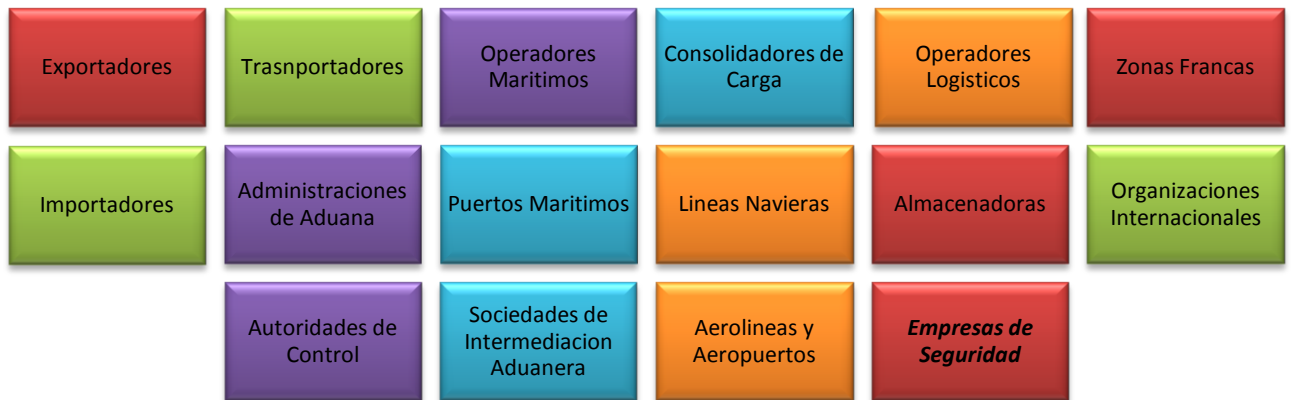 Exportadores
Trasnportadores
Operadores
Maritimos
Consolidadores de
Carga
Operadores
Logisticos
Zonas Francas
Importadores
Administraciones
de Aduana
Puertos Maritimos
Lineas Navieras
Almacenadoras
Organizaciones
Internacionales
Autoridades de
Control
Sociedades de
Intermediacion
Aduanera
Aerolineas y
Aeropuertos
Empresas de
Seguridad